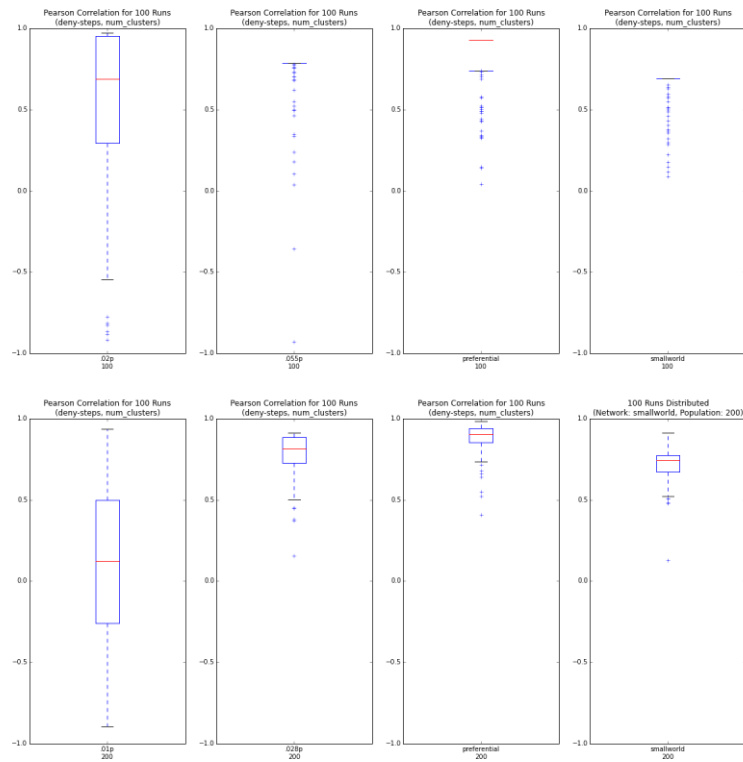 Pearson Correlation for 100 Runs
(deny-steps, num_clusters)
1.0
0.5
0.0
−0.5
−1.0
.02p
100
Pearson Correlation for 100 Runs
(deny-steps, num_clusters)
1.0
0.5
0.0
−0.5
−1.0
.055p
100
Pearson Correlation for 100 Runs
(deny-steps, num_clusters)
1.0
0.5
0.0
−0.5
−1.0
preferential
100
Pearson Correlation for 100 Runs
(deny-steps, num_clusters)
1.0
0.5
0.0
−0.5
−1.0
smallworld
100
Pearson Correlation for 100 Runs
(deny-steps, num_clusters)
1.0
0.5
0.0
−0.5
−1.0
.01p
200
Pearson Correlation for 100 Runs
(deny-steps, num_clusters)
1.0
0.5
0.0
−0.5
−1.0
.028p
200
Pearson Correlation for 100 Runs
(deny-steps, num_clusters)
1.0
0.5
0.0
−0.5
−1.0
preferential
200
100 Runs Distributed
(Network: smallworld, Population: 200)
1.0
0.5
0.0
−0.5
−1.0
smallworld
200